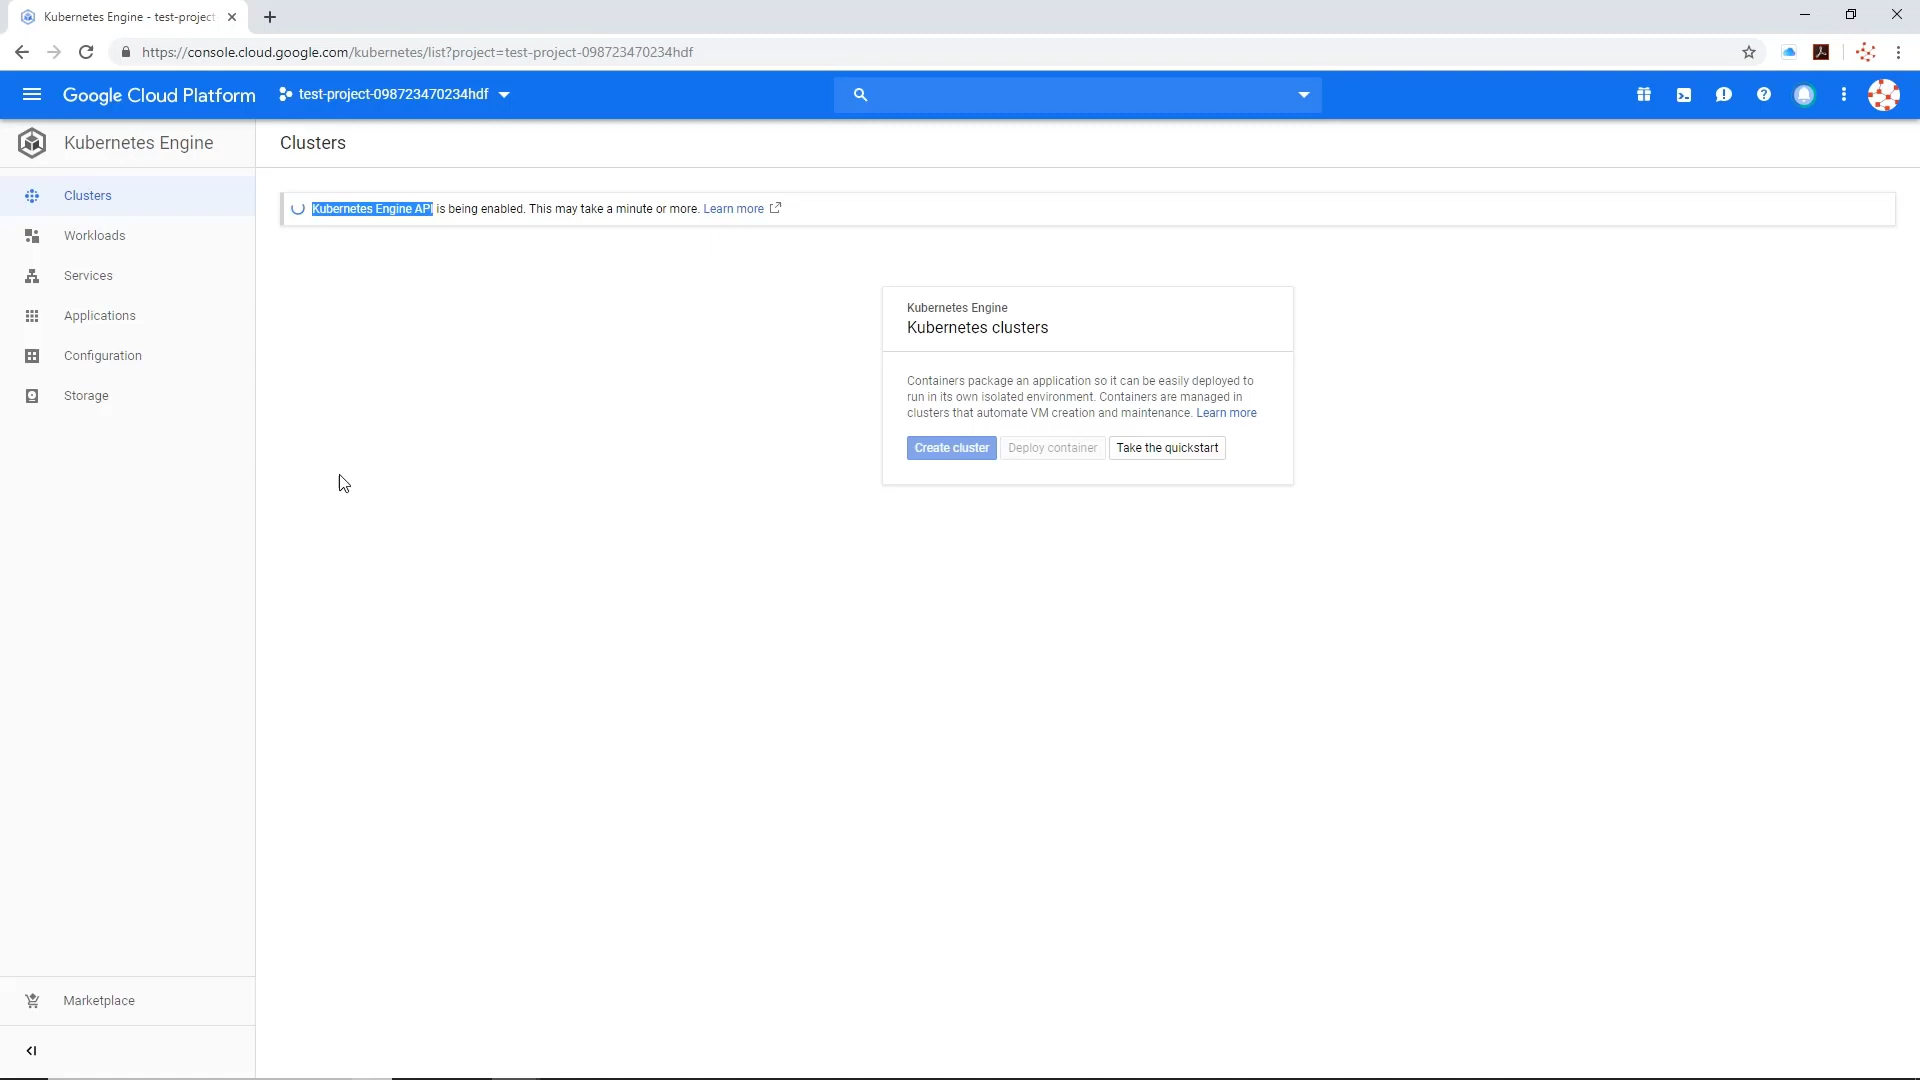 Kubernetes Engine - test-project
https://console.cloud.google.com/kubernetes/list?project=test-project-098723470234hdf
Google Cloud Platform
test-project-098723470234hdf
Kubernetes Engine
Clusters
Clusters
Workloads
Services
Applications
Configuration
Storage
Marketplace
Kubernetes Engine API is being enabled. This may take a minute or more. Learn more
Kubernetes Engine
Kubernetes clusters
Containers package an application so it can be easily deployed to
run in its own isolated environment. Containers are managed in
clusters that automate VM creation and maintenance. Learn more
Create cluster
Deploy container
Take the quickstart